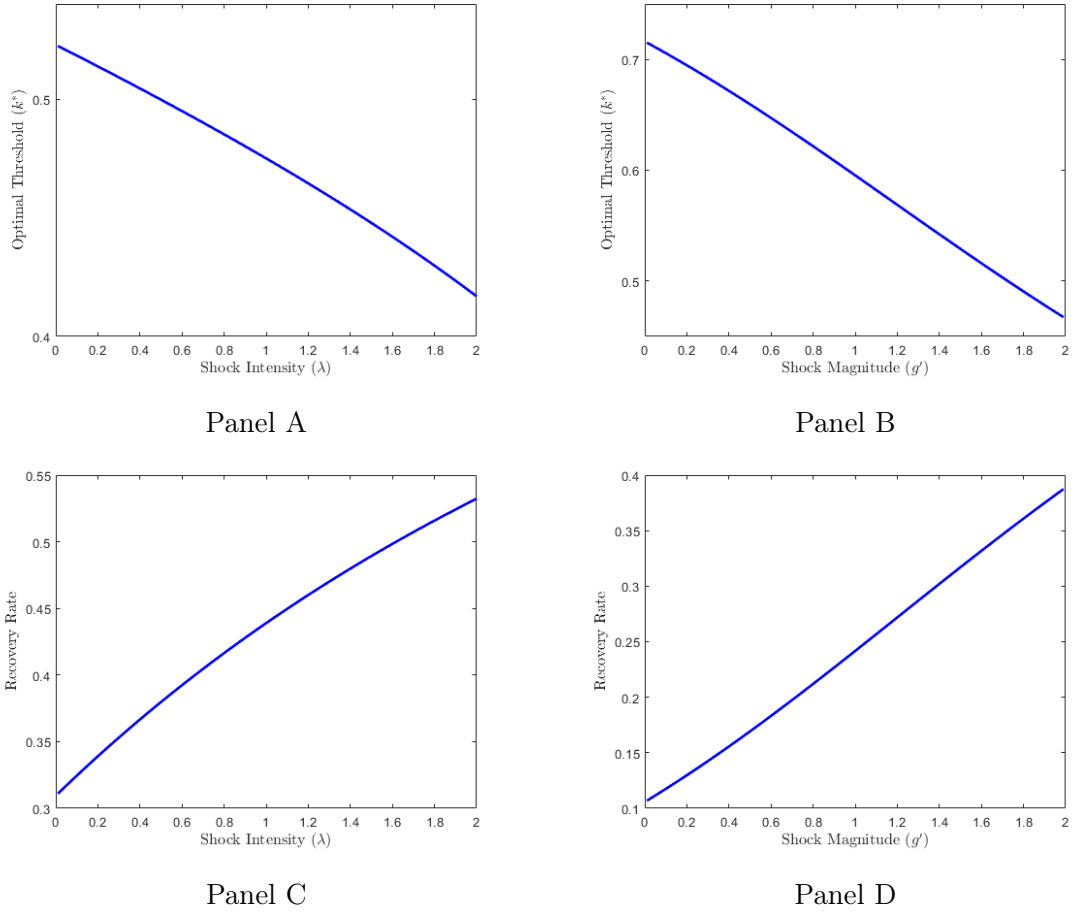 0.5
0.4
Optimal Threshold (k*)
0 0.2 0.4 0.6 0.8 1 1.2 1.4 1.6 1.8 2
Shock Intensity (λ)
Panel A
0.7
0.6
0.5
Optimal Threshold (k*)
0 0.2 0.4 0.6 0.8 1 1.2 1.4 1.6 1.8 2
Shock Magnitude (g′)
Panel B
0.55
0.5
0.45
0.4
0.35
0.3
Recovery Rate
0 0.2 0.4 0.6 0.8 1 1.2 1.4 1.6 1.8 2
Shock Intensity (λ)
Panel C
0.4
0.35
0.3
0.25
0.2
0.15
0.1
Recovery Rate
0 0.2 0.4 0.6 0.8 1 1.2 1.4 1.6 1.8 2
Shock Magnitude (g′)
Panel D